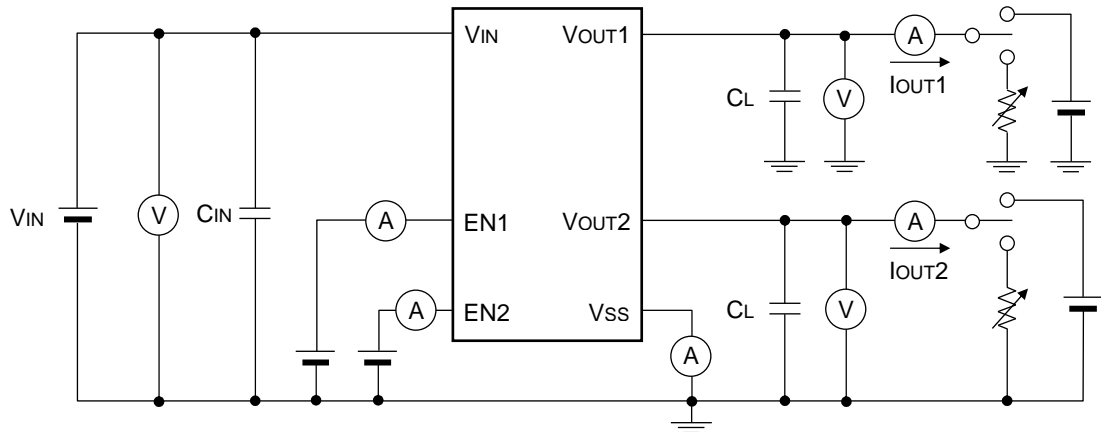 VIN VOUT1 A
IOUT1
CL V
VIN V CIN A EN1 VOUT2 A
IOUT2
A EN2 VSS CL V
A